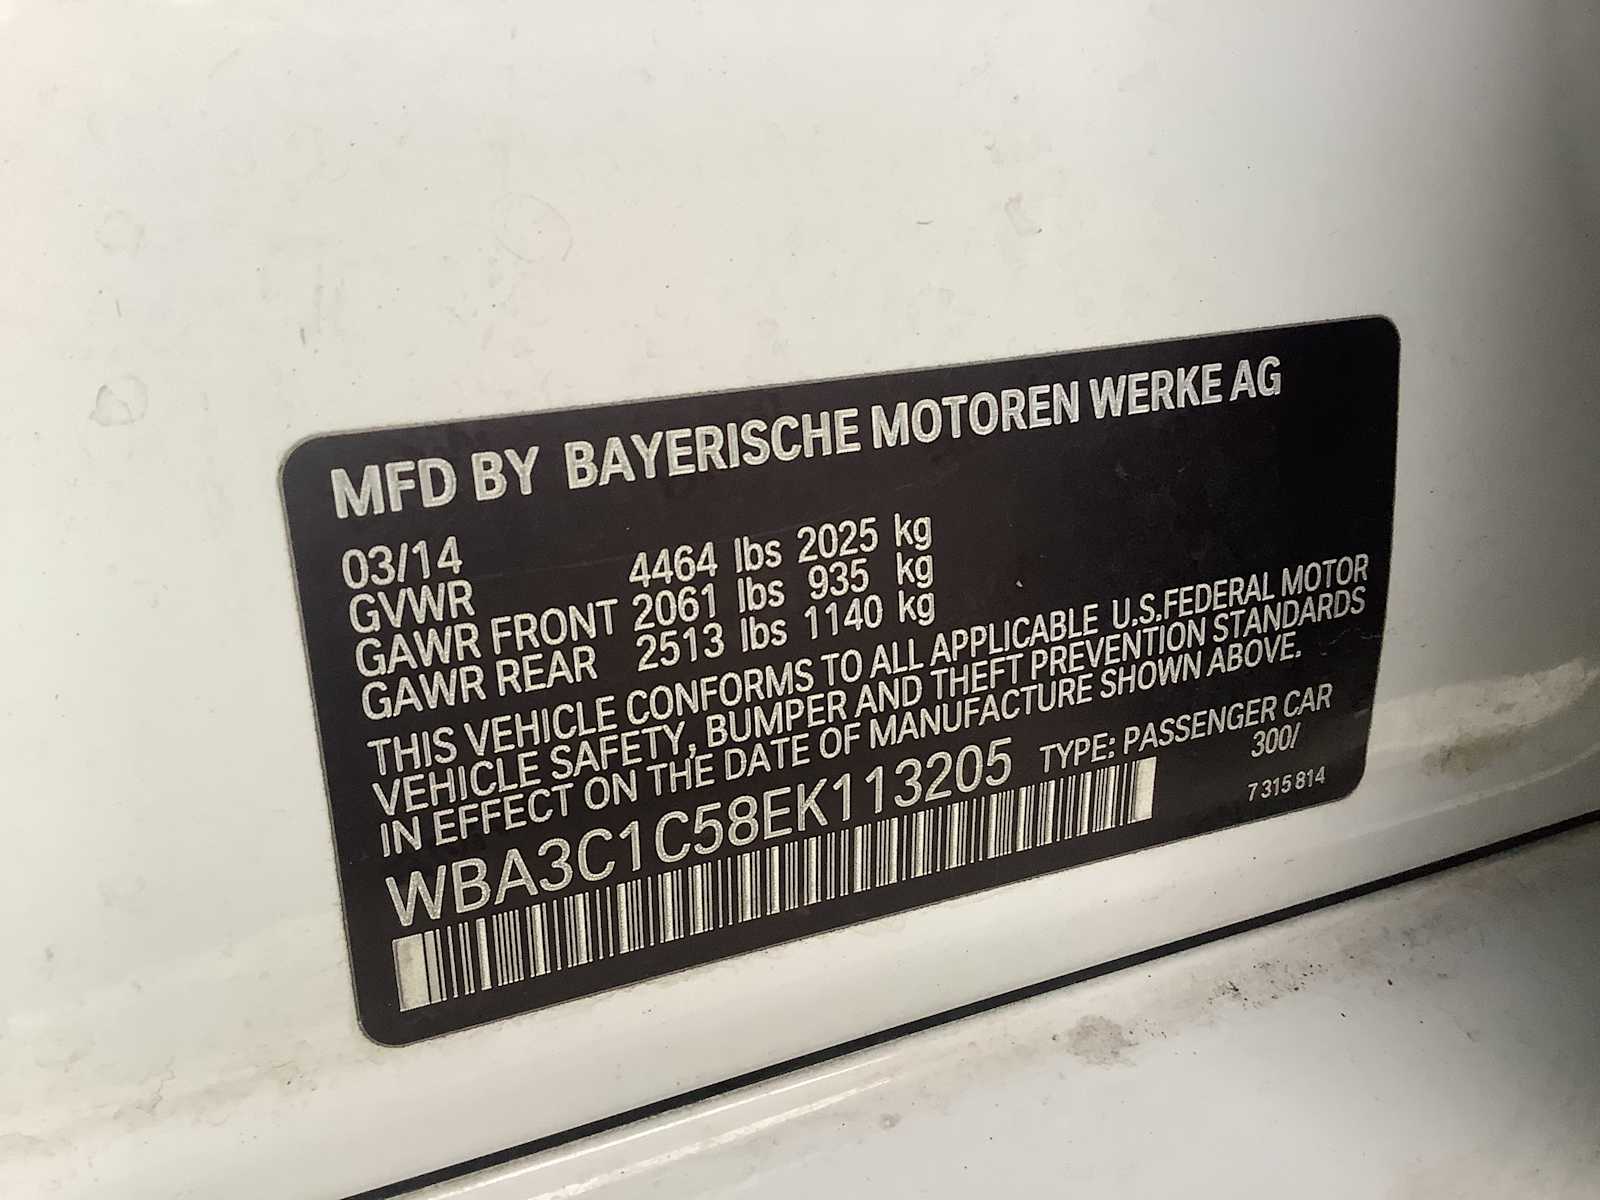 MFD BY BAYERISCHE MOTOREN WERKE AG
03/14
GVWR 4464 lbs 2025 kg
GAWR FRONT 2061 lbs 935 kg
GAWR REAR 2513 lbs 1140 kg
THIS VEHICLE CONFORMS TO ALL APPLICABLE U.S.FEDERAL MOTOR
VEHICLE SAFETY, BUMPER AND THEFT PREVENTION STANDARDS
IN EFFECT ON THE DATE OF MANUFACTURE SHOWN ABOVE.
WBA3C1C58EK113205 TYPE: PASSENGER CAR
300/
7 315 814